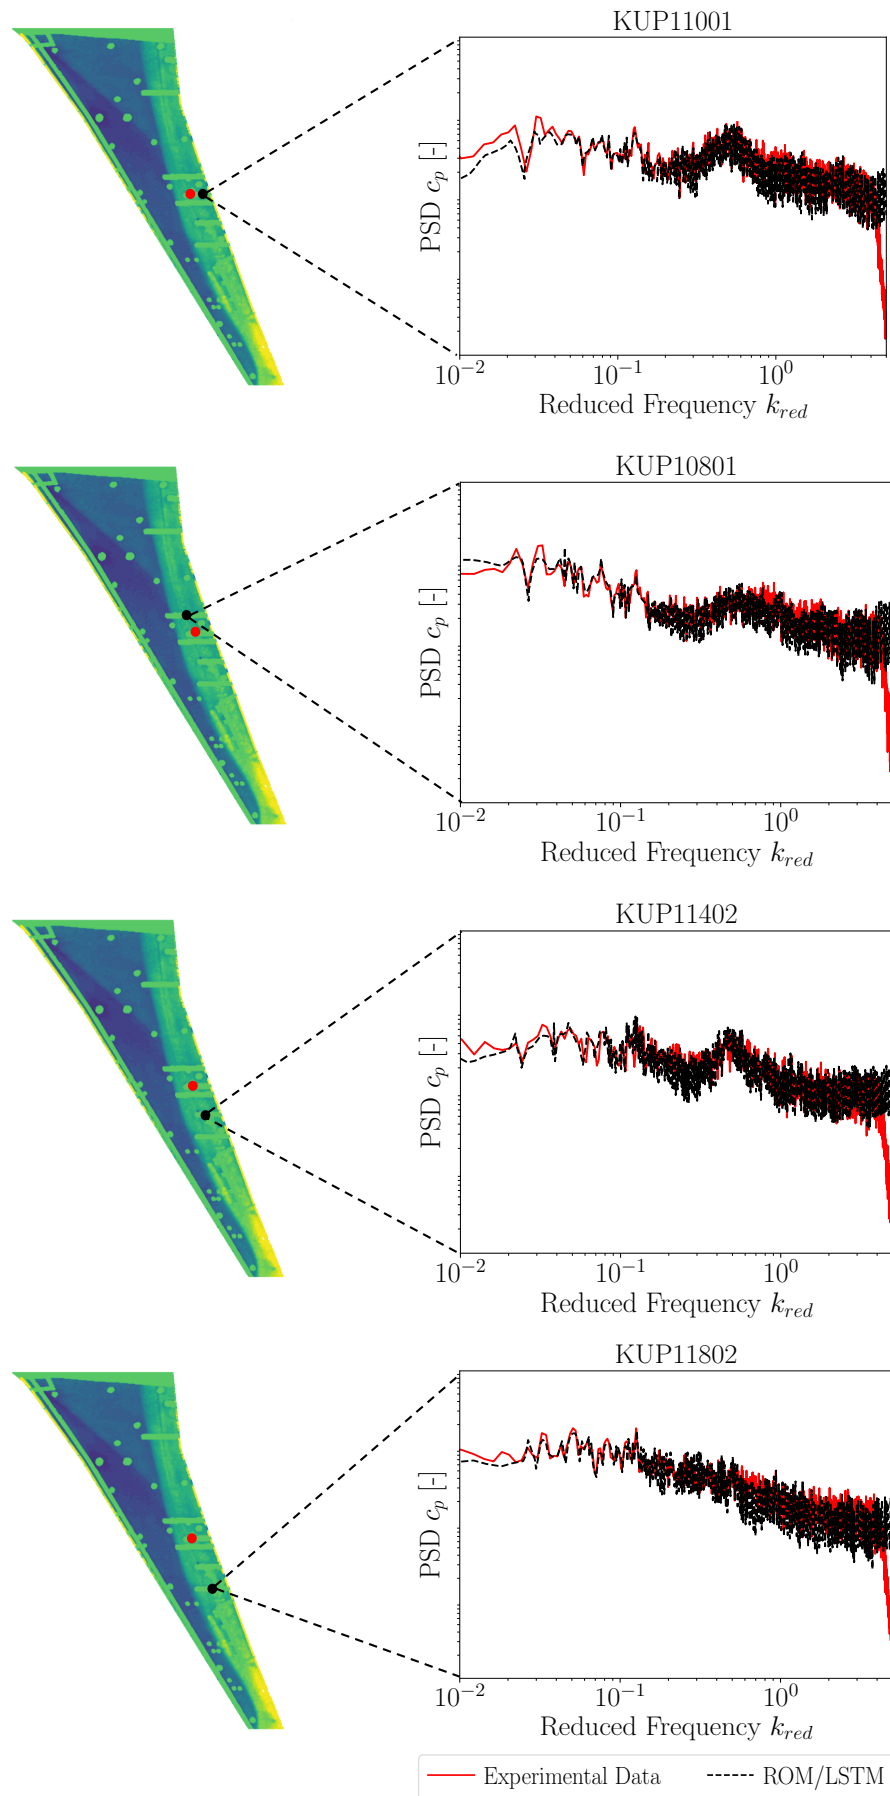 KUP11001
PSD c_p [-]
10^{-2} 10^{-1} 10^{0}
Reduced Frequency k_{red}
KUP10801
PSD c_p [-]
10^{-2} 10^{-1} 10^{0}
Reduced Frequency k_{red}
KUP11402
PSD c_p [-]
10^{-2} 10^{-1} 10^{0}
Reduced Frequency k_{red}
KUP11802
PSD c_p [-]
10^{-2} 10^{-1} 10^{0}
Reduced Frequency k_{red}
Experimental Data ROM/LSTM